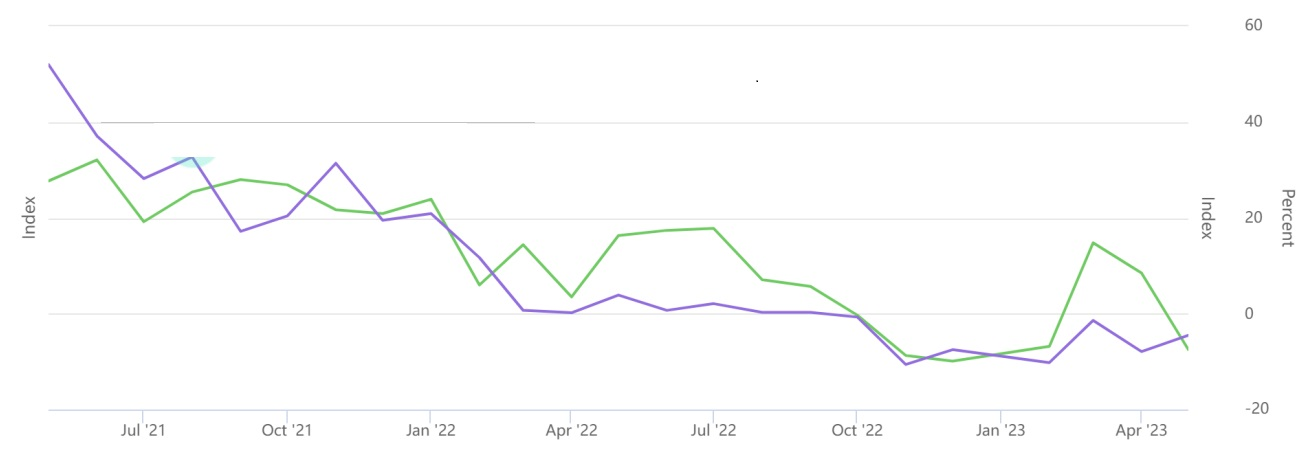 60
40
20
0
-20
Index
Index
Percent
Jul '21
Oct '21
Jan '22
Apr '22
Jul '22
Oct '22
Jan '23
Apr '23